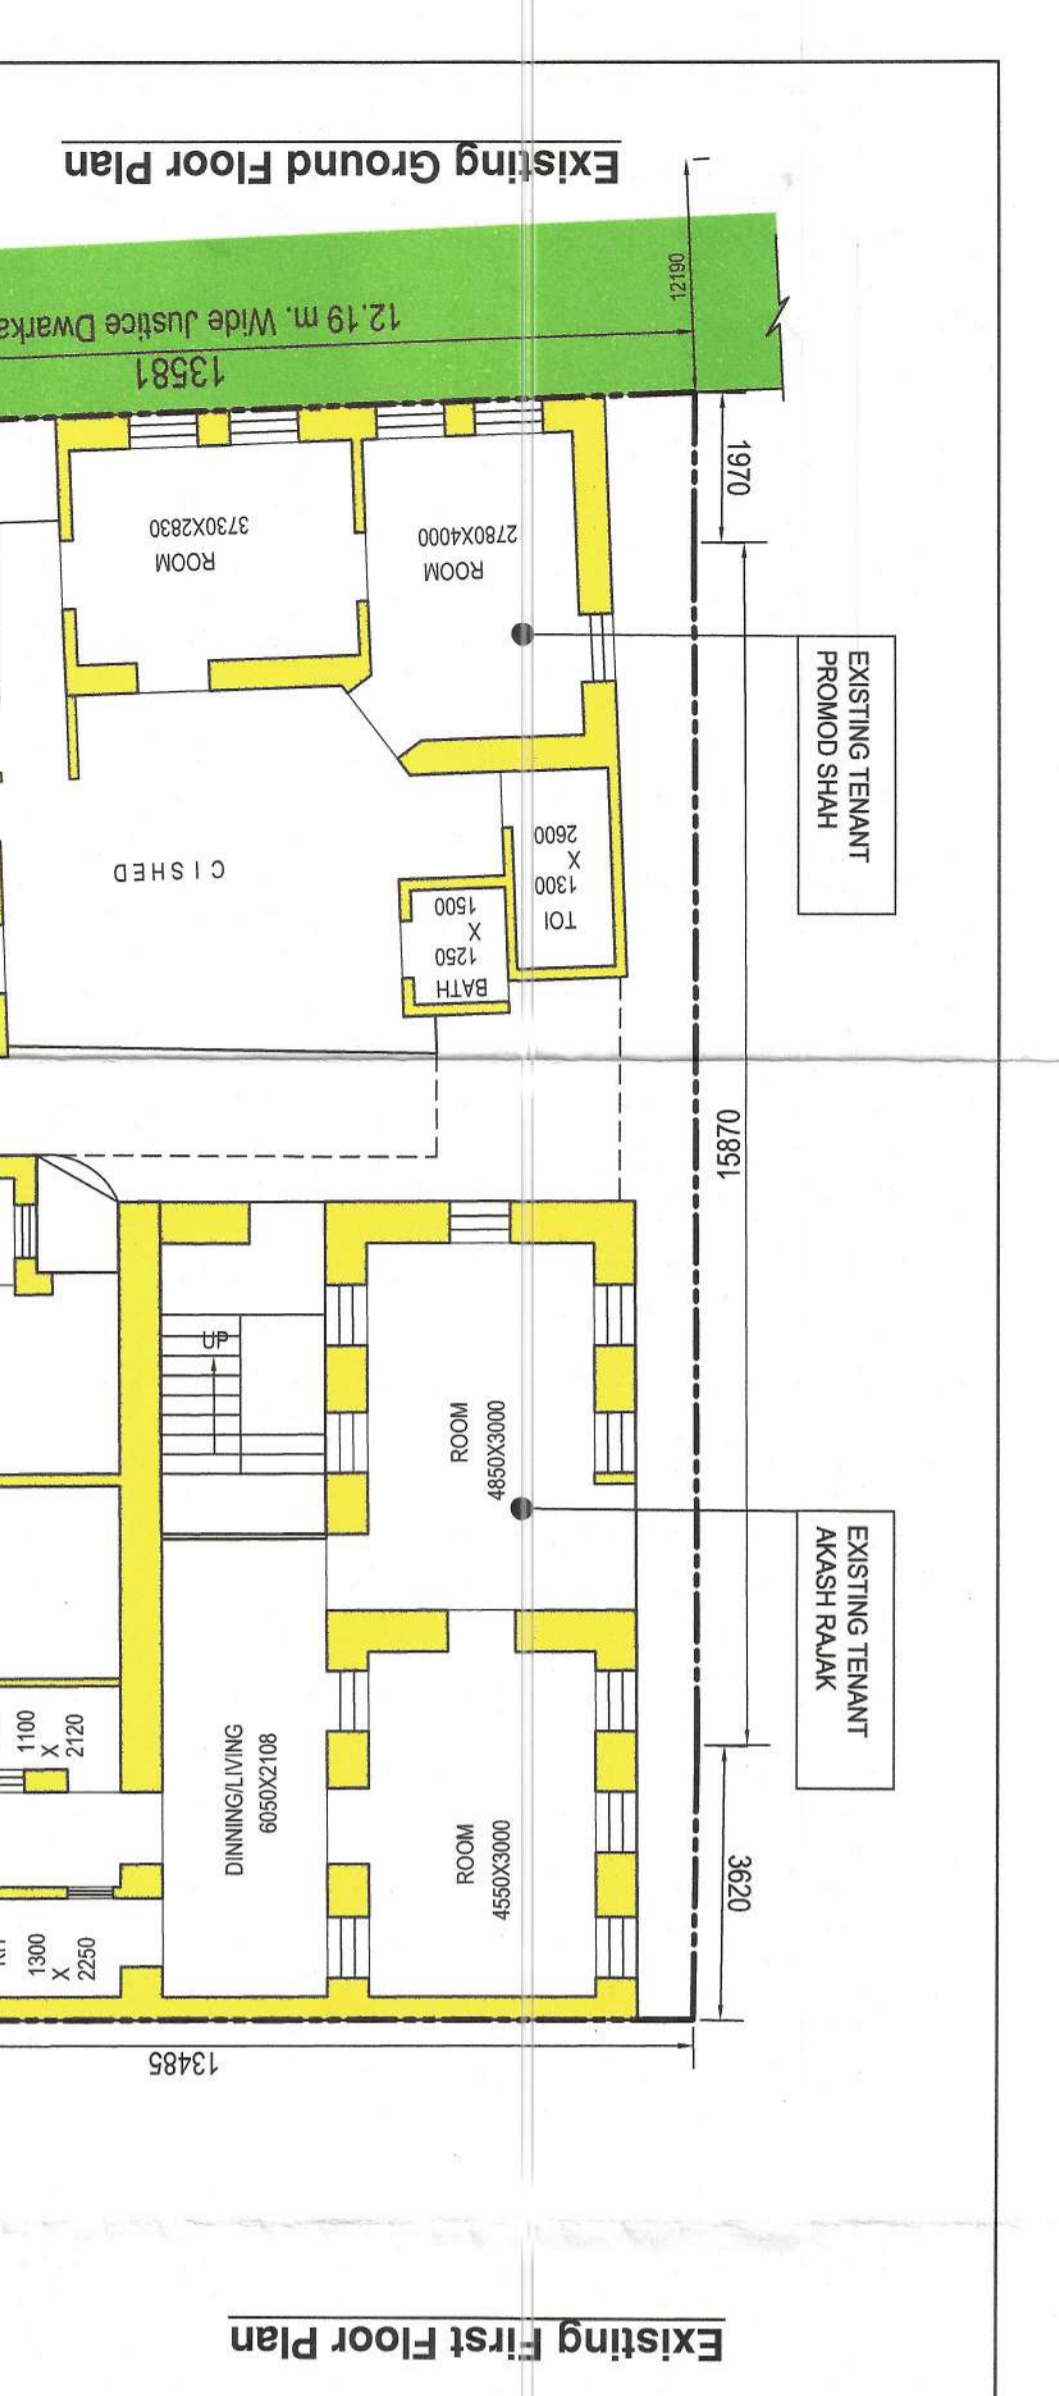 Existing Ground Floor Plan
12190
12.19 m. Wide Justice
13581
1970
ROOM
3730X2830
ROOM
2780X4000
EXISTING TENANT
PROMOD SHAH
C I SHED
TOI
1300
X
2600
BATH
1250
X
1500
15870
UP
ROOM
4850X3000
EXISTING TENANT
AKASH RAJAK
1100
X
2120
DINNING/LIVING
6050X2108
ROOM
4550X3000
3620
1300
X
2250
13485
Existing First Floor Plan